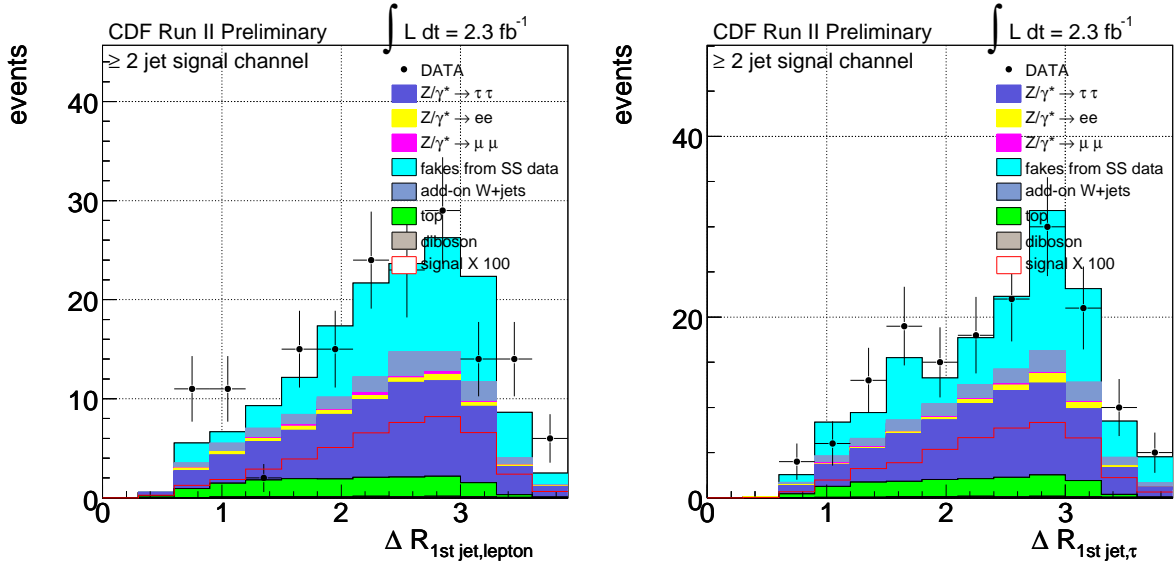 CDF Run II Preliminary
∫ L dt = 2.3 fb⁻¹
≥ 2 jet signal channel
events
40
30
20
10
0
DATA
Z/γ* → τ τ
Z/γ* → ee
Z/γ* → μ μ
fakes from SS data
add-on W+jets
top
diboson
signal X 100
1
2
3
Δ R 1st jet,lepton
CDF Run II Preliminary
∫ L dt = 2.3 fb⁻¹
≥ 2 jet signal channel
events
40
20
0
DATA
Z/γ* → τ τ
Z/γ* → ee
Z/γ* → μ μ
fakes from SS data
add-on W+jets
top
diboson
signal X 100
0
1
2
3
Δ R 1st jet,τ